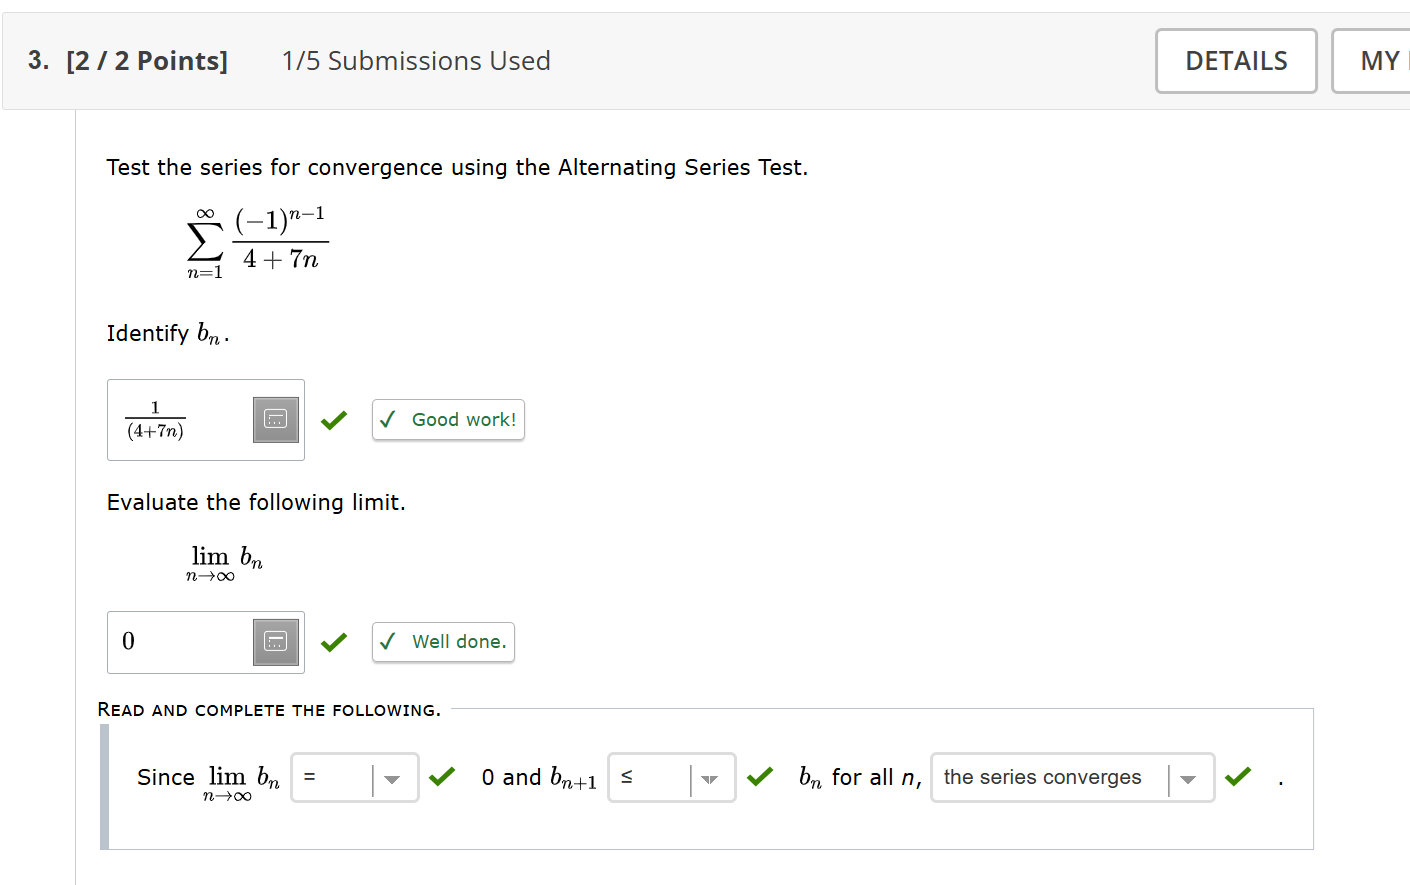 3. [2 / 2 Points] 1/5 Submissions Used DETAILS MY
Test the series for convergence using the Alternating Series Test.
∞ (−1)ⁿ⁻¹
∑
n=1 4 + 7n
Identify bₙ.
1
(4+7n) ✓ Good work!
Evaluate the following limit.
lim bₙ
n→∞
0 ✓ Well done.
READ AND COMPLETE THE FOLLOWING.
Since lim bₙ = 0 and bₙ₊₁ ≤ bₙ for all n, the series converges .
n→∞